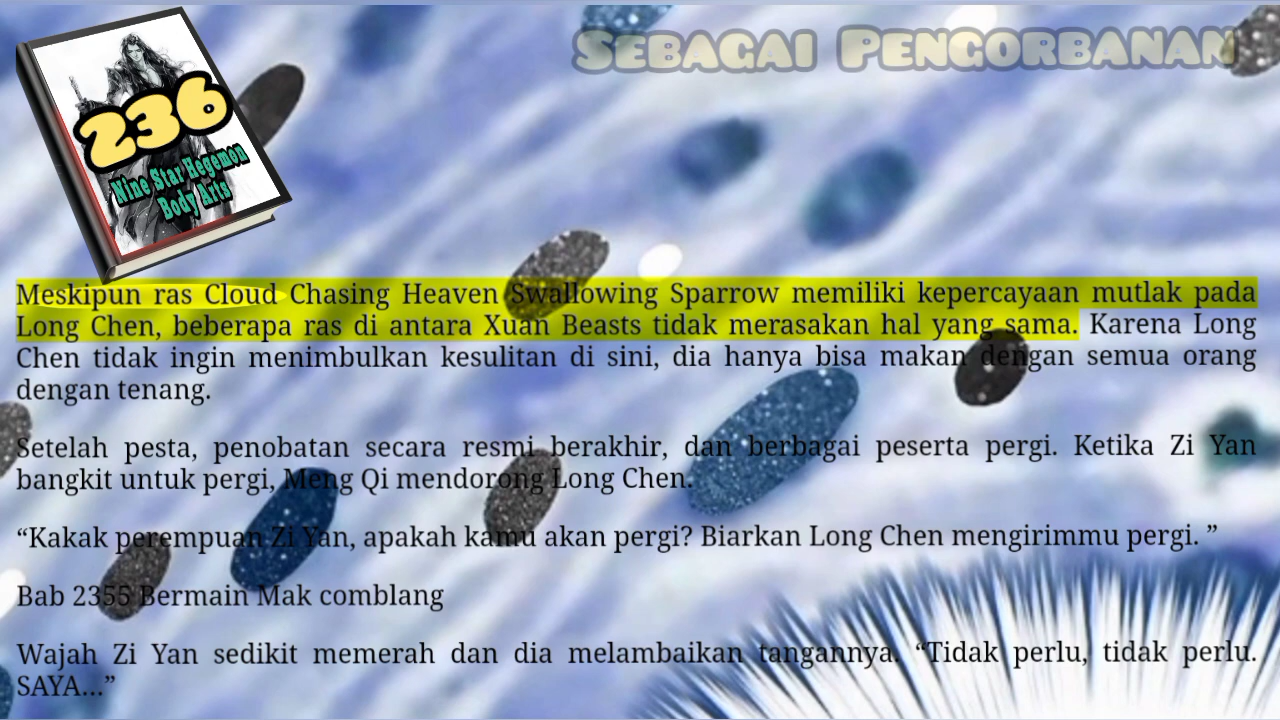 Sebagai Pengorbanan
236
Nine Star Hegemon
Body Arts
Meskipun ras Cloud Chasing Heaven Swallowing Sparrow memiliki kepercayaan mutlak pada
Long Chen, beberapa ras di antara Xuan Beasts tidak merasakan hal yang sama. Karena Long
Chen tidak ingin menimbulkan kesulitan di sini, dia hanya bisa makan dengan semua orang
dengan tenang.
Setelah pesta, penobatan secara resmi berakhir, dan berbagai peserta pergi. Ketika Zi Yan
bangkit untuk pergi, Meng Qi mendorong Long Chen.
“Kakak perempuan Zi Yan, apakah kamu akan pergi? Biarkan Long Chen mengirimmu pergi. ”
Bab 2355 Bermain Mak comblang
Wajah Zi Yan sedikit memerah dan dia melambaikan tangannya. “Tidak perlu, tidak perlu.
SAYA…”